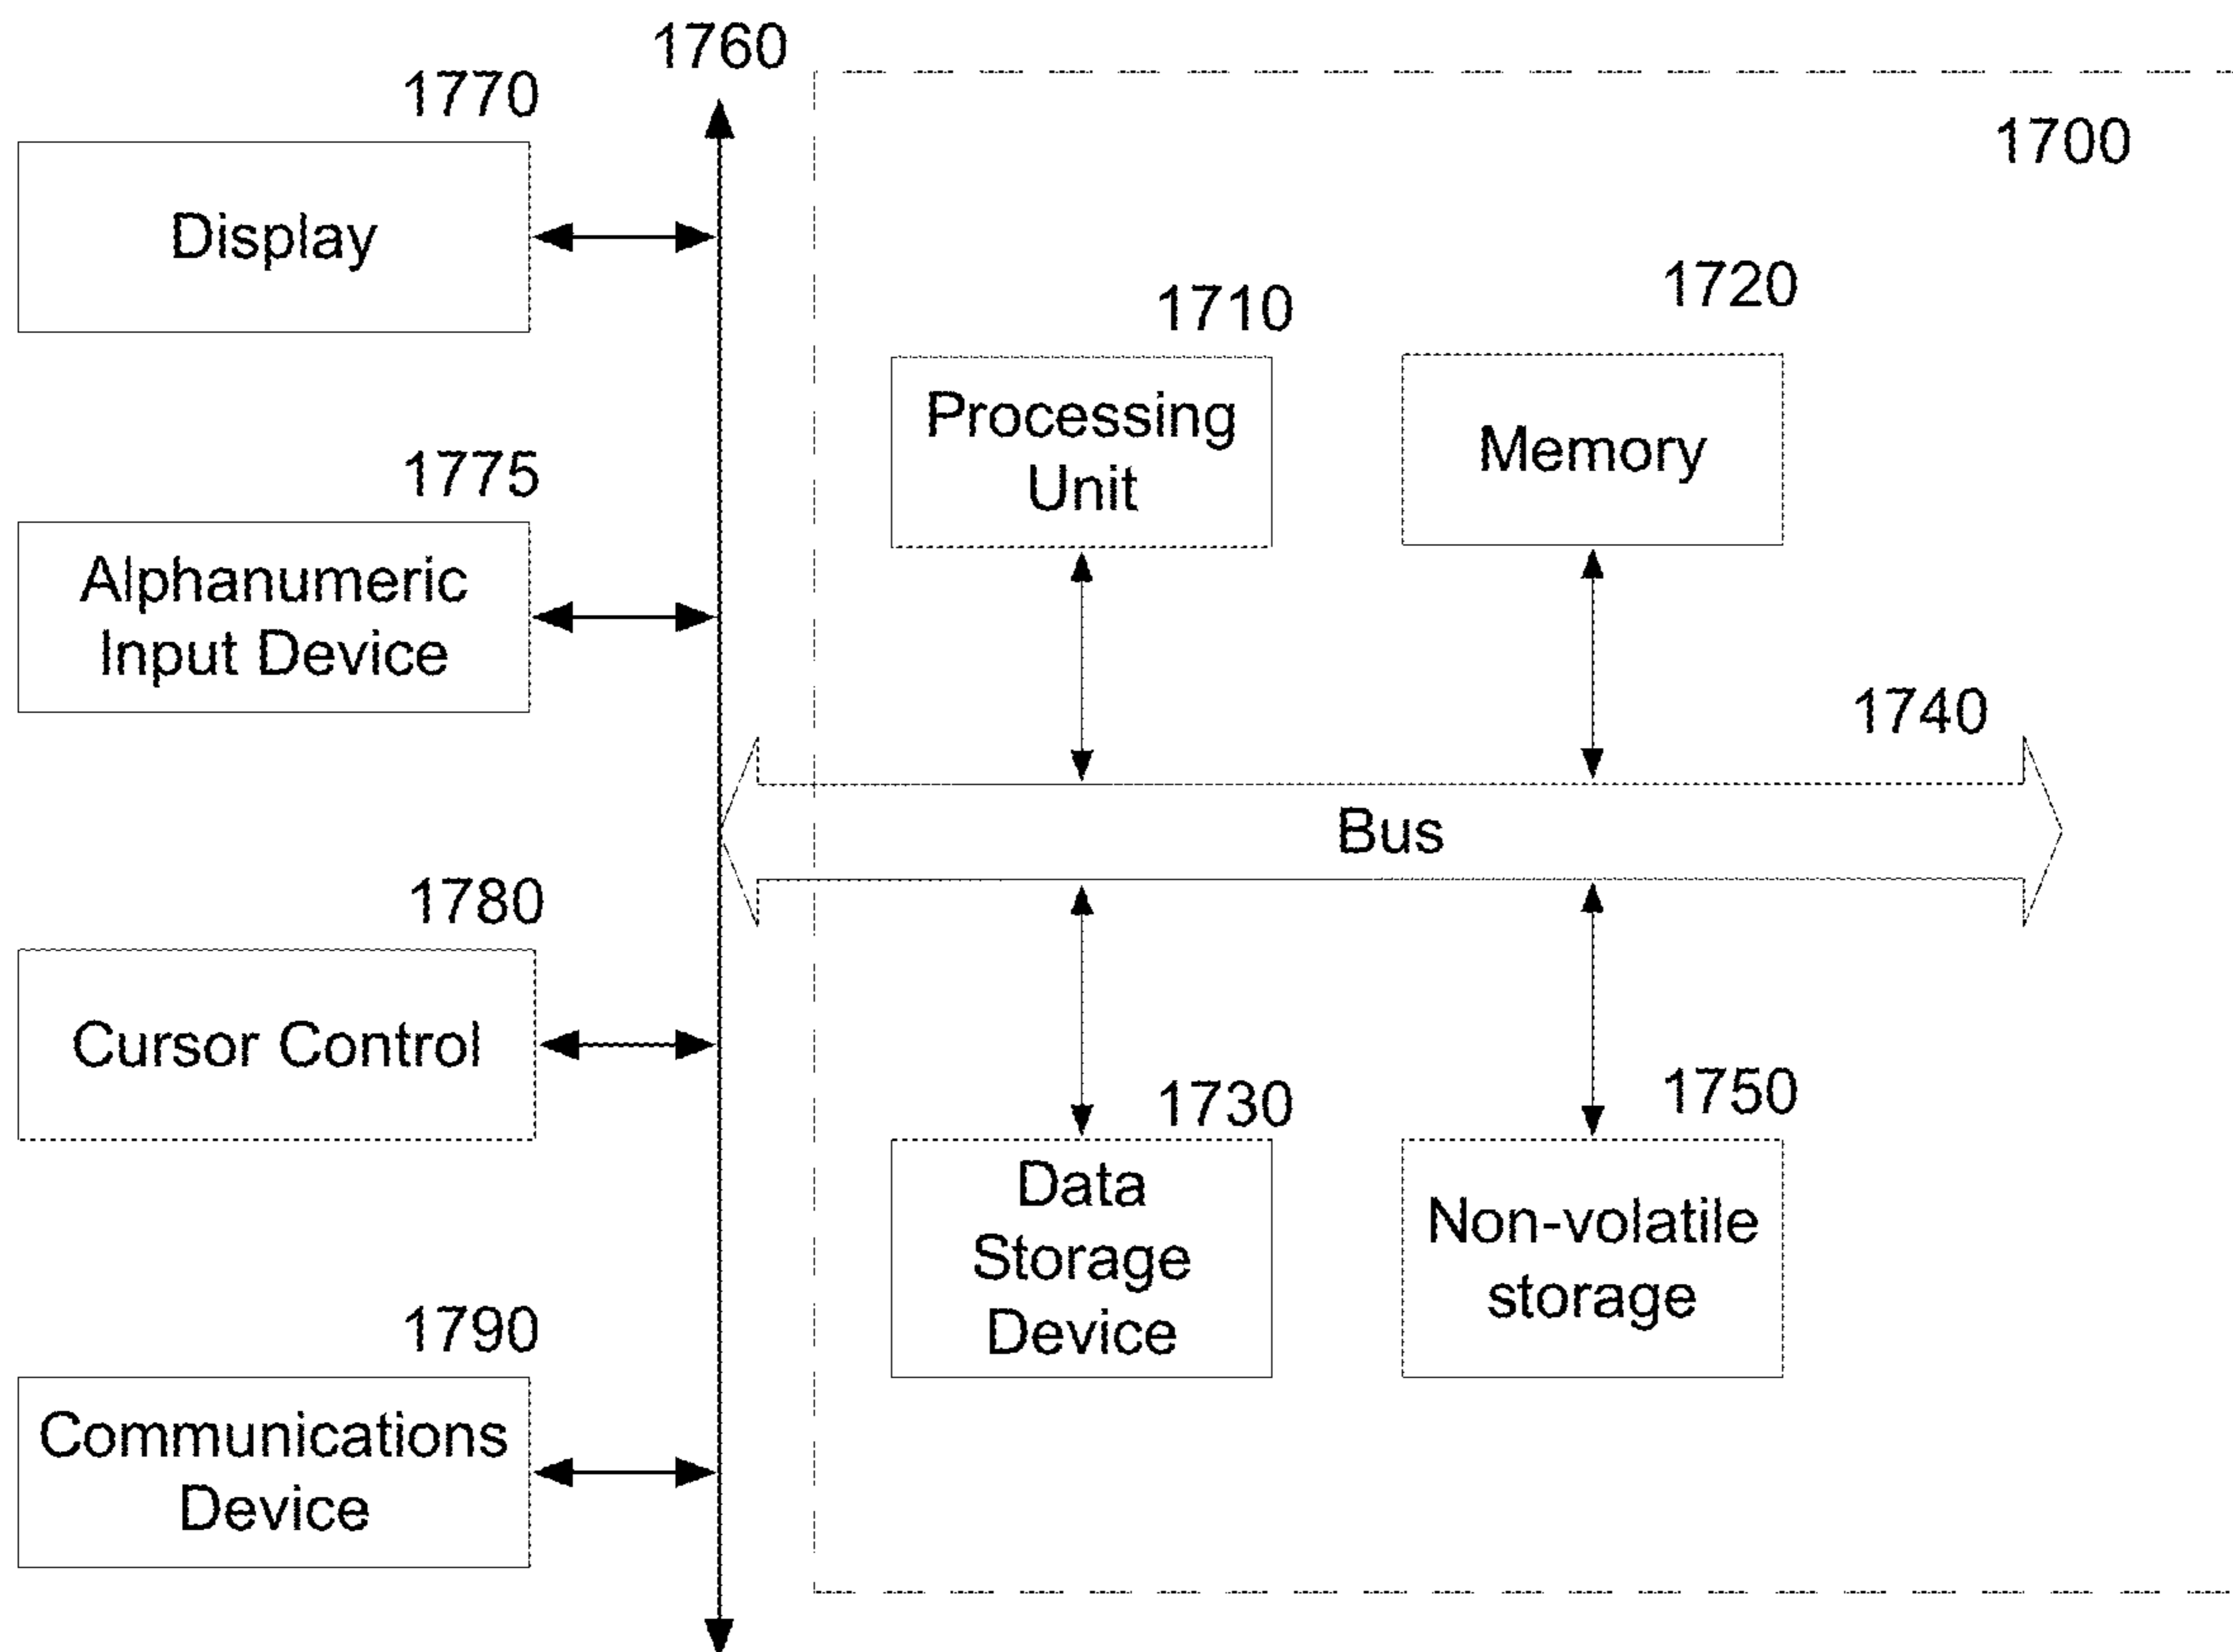 1760
1770
1700
Display
1720
1710
Processing
Unit
Memory
1775
Alphanumeric
Input Device
1740
Bus
1780
Cursor Control
1730
1750
Data
Storage
Device
Non-volatile
storage
1790
Communications
Device